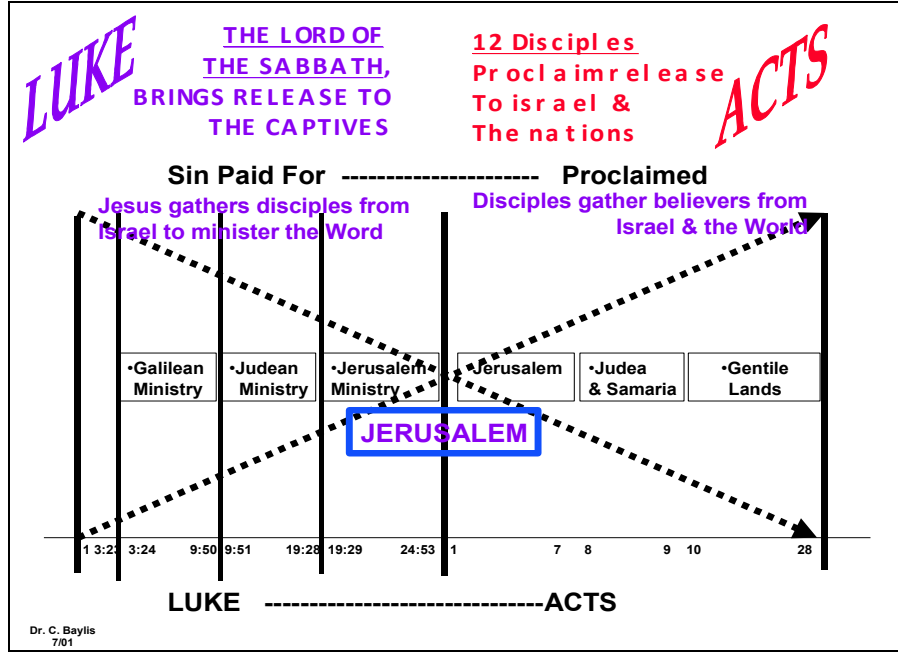 LUKE
THE LORD OF
THE SABBATH,
BRINGS RELEASE TO
THE CAPTIVES
12 Disciples
Proclaimrelease
To israel &
The nations
ACTS
Sin Paid For ---------------------- Proclaimed
Jesus gathers disciples from
Israel to minister the Word
Disciples gather believers from
Israel & the World
•Galilean
Ministry
•Judean
Ministry
•Jerusalem
Ministry
•Jerusalem
•Judea
& Samaria
•Gentile
Lands
JERUSALEM
1 3:23 3:24 9:50 9:51 19:28 19:29 24:53 1 7 8 9 10 28
LUKE -------------------------------ACTS
Dr. C. Baylis
7/01